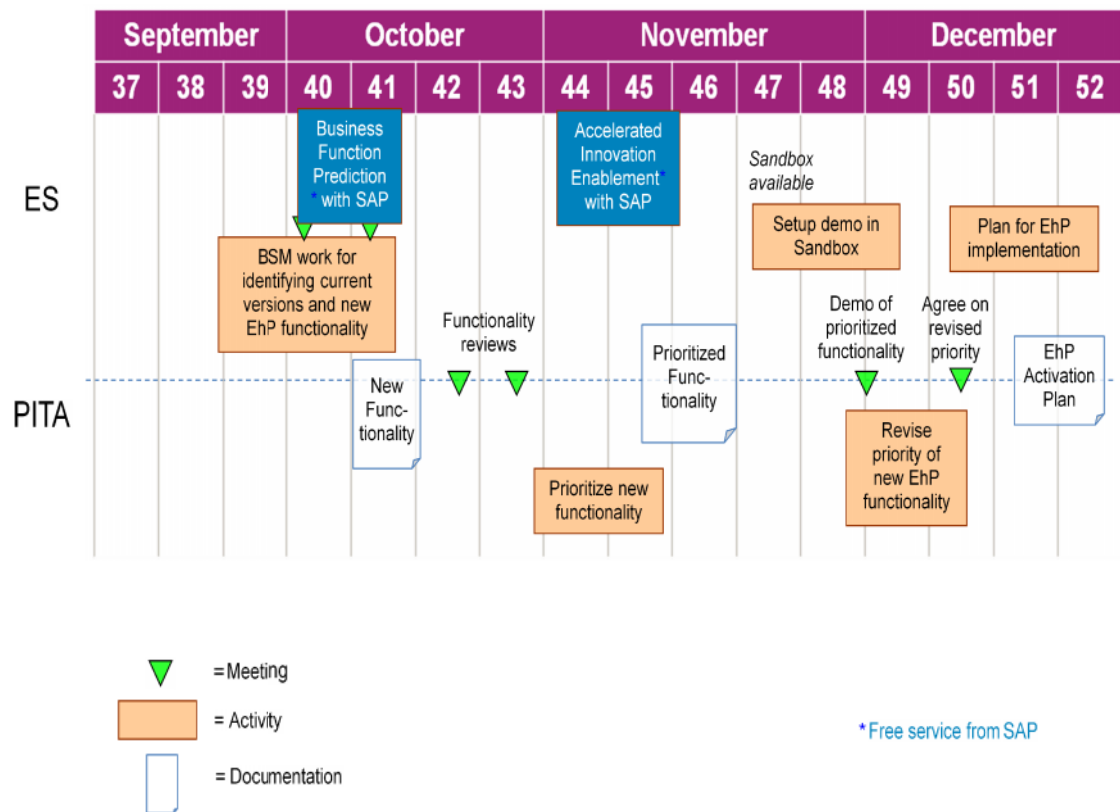 September October November December
37 38 39 40 41 42 43 44 45 46 47 48 49 50 51 52
ES
Business
Function
Prediction
* with SAP
Accelerated
Innovation
Enablement*
with SAP
Sandbox
available
Setup demo in
Sandbox
Plan for EhP
implementation
BSM work for
identifying current
versions and new
EhP functionality
Functionality
reviews
Demo of
prioritized
functionality
Agree on
revised
priority
PITA
New
Func-
tionality
Prioritized
Func-
tionality
EhP
Activation
Plan
Prioritize new
functionality
Revise
priority of
new EhP
functionality
= Meeting
= Activity
= Documentation
* Free service from SAP